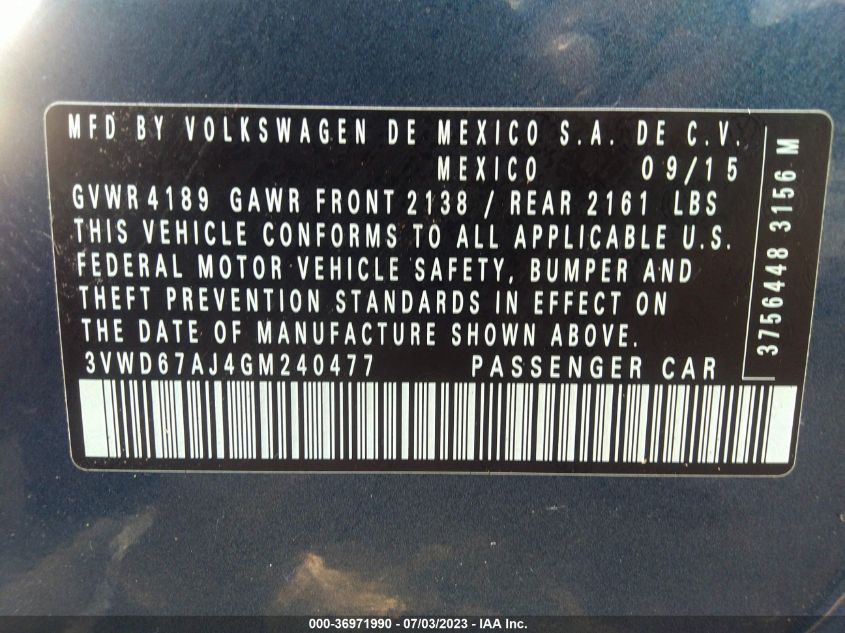 MFD BY VOLKSWAGEN DE MEXICO S.A. DE C.V.
MEXICO 09/15
GVWR 4189 GAWR FRONT 2138 / REAR 2161 LBS
THIS VEHICLE CONFORMS TO ALL APPLICABLE U.S.
FEDERAL MOTOR VEHICLE SAFETY, BUMPER AND
THEFT PREVENTION STANDARDS IN EFFECT ON
THE DATE OF MANUFACTURE SHOWN ABOVE.
3VWD67AJ4GM240477 PASSENGER CAR
3756448 3156 M
000-36971990 / 07/03/2023 - IAA Inc.